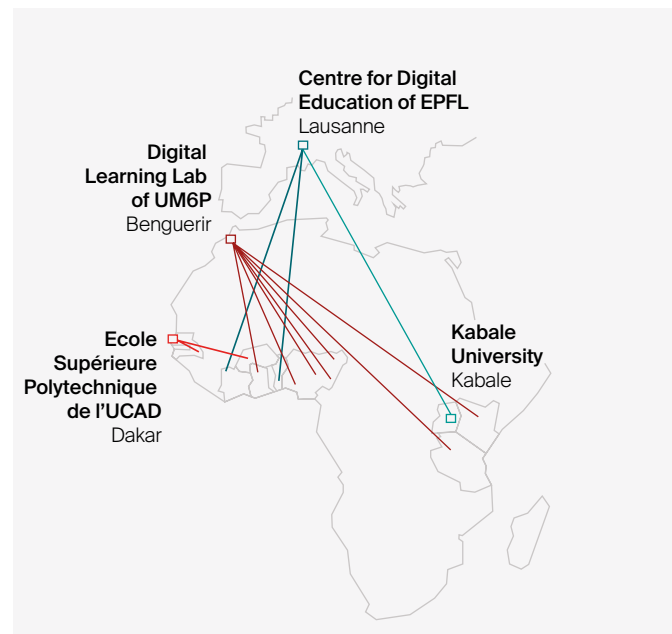 Centre for Digital
Education of EPFL
Lausanne
Digital
Learning Lab
of UM6P
Benguerir
Ecole
Supérieure
Polytechnique
de l’UCAD
Dakar
Kabale
University
Kabale